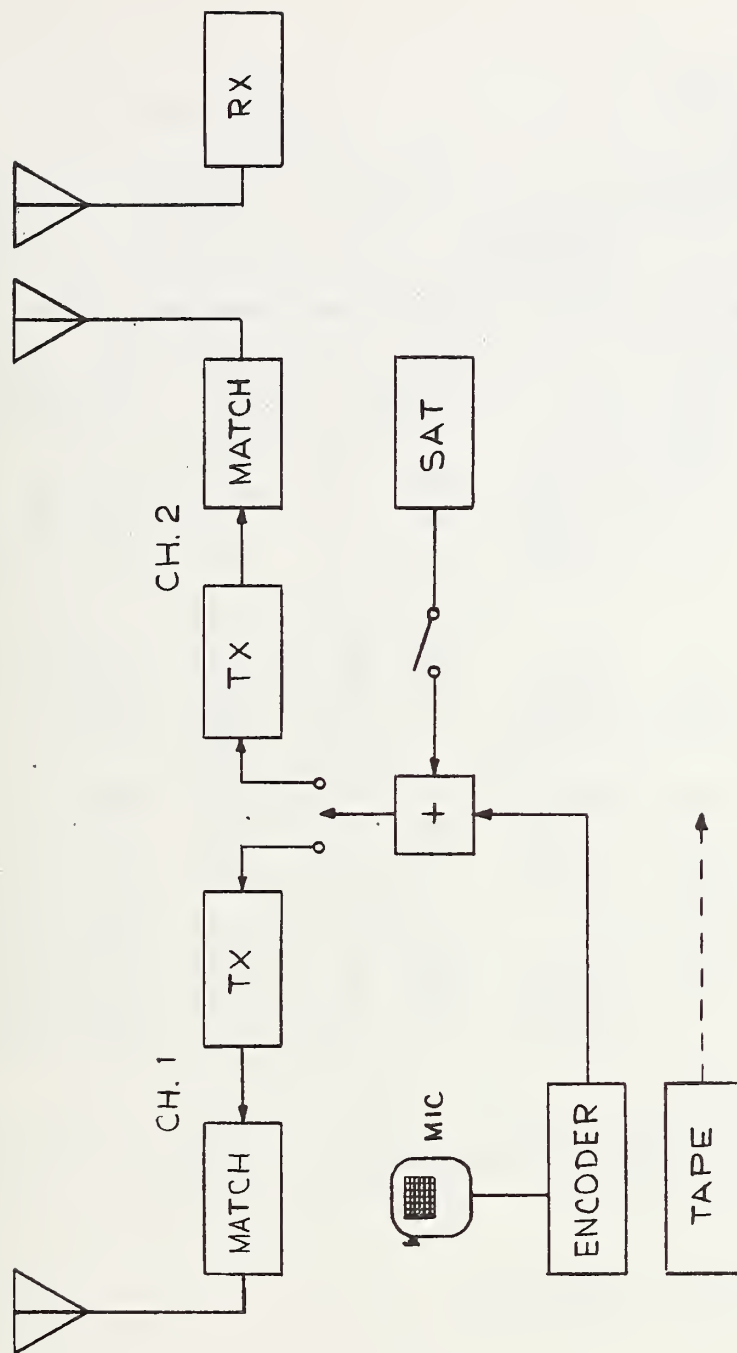 RX
CH. 2
MATCH
TX
SAT
+
CH. 1
TX
MATCH
MIC
ENCODER
TAPE